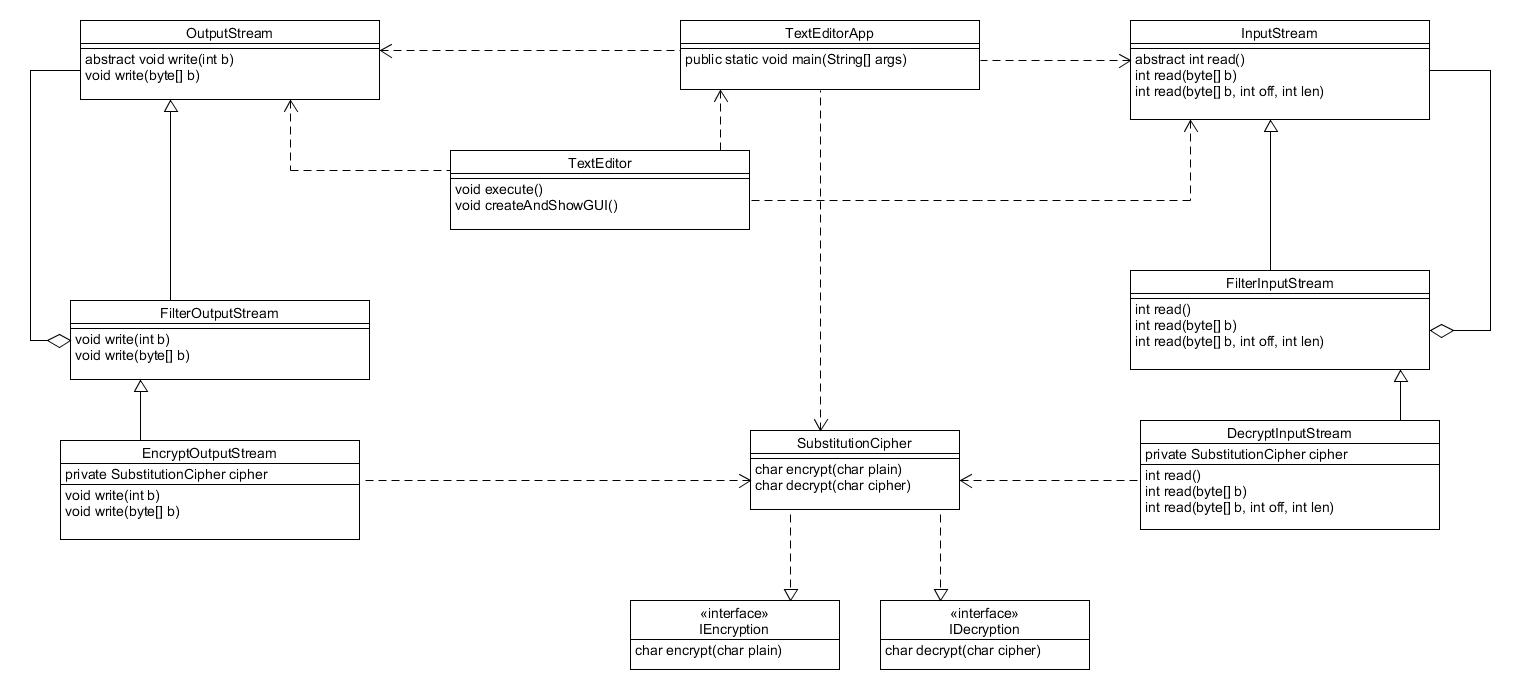 OutputStream
abstract void write(int b)
void write(byte[] b)
TextEditorApp
public static void main(String[] args)
InputStream
abstract int read()
int read(byte[] b)
int read(byte[] b, int off, int len)
TextEditor
void execute()
void createAndShowGUI()
FilterOutputStream
void write(int b)
void write(byte[] b)
FilterInputStream
int read()
int read(byte[] b)
int read(byte[] b, int off, int len)
EncryptOutputStream
private SubstitutionCipher cipher
void write(int b)
void write(byte[] b)
SubstitutionCipher
char encrypt(char plain)
char decrypt(char cipher)
DecryptInputStream
private SubstitutionCipher cipher
int read()
int read(byte[] b)
int read(byte[] b, int off, int len)
«interface»
IEncryption
char encrypt(char plain)
«interface»
IDecryption
char decrypt(char cipher)